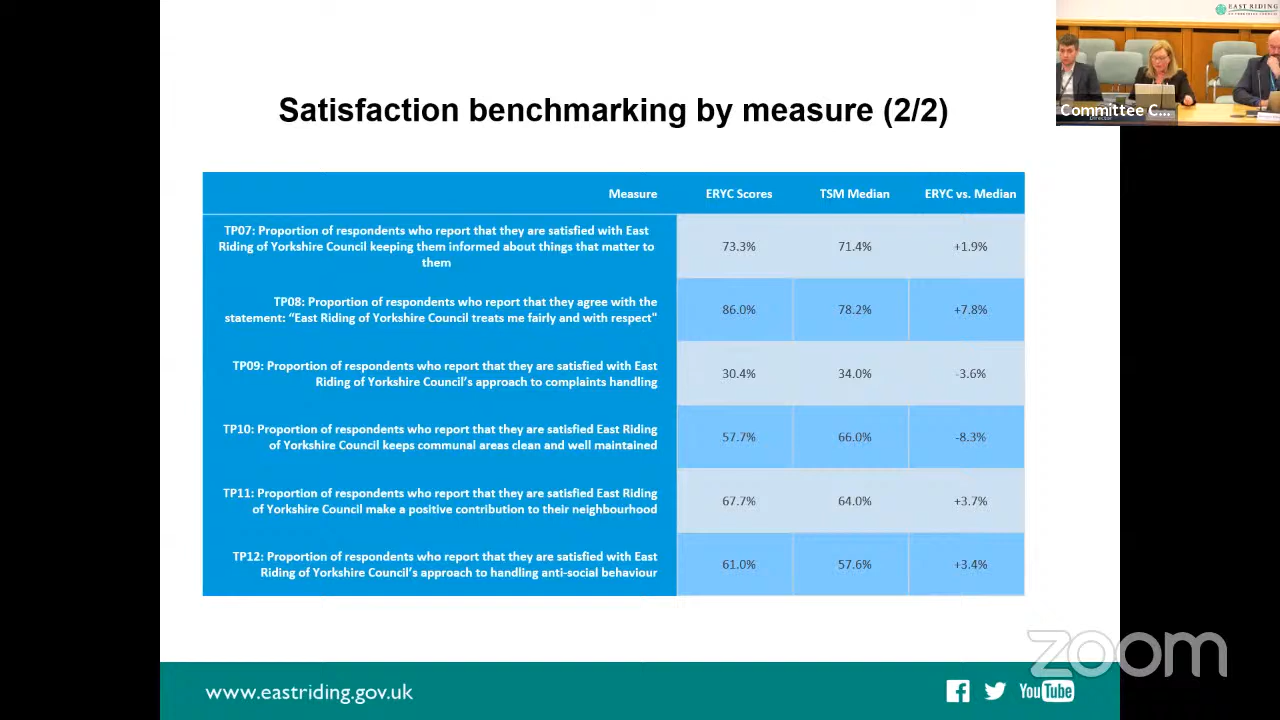 EAST RIDING
OF YORKSHIRE COUNCIL
Committee C...
Director
Satisfaction benchmarking by measure (2/2)
Measure ERYC Scores TSM Median ERYC vs. Median
TP07: Proportion of respondents who report that they are satisfied with East
Riding of Yorkshire Council keeping them informed about things that matter to
them
73.3% 71.4% +1.9%
TP08: Proportion of respondents who report that they agree with the
statement: “East Riding of Yorkshire Council treats me fairly and with respect"
86.0% 78.2% +7.8%
TP09: Proportion of respondents who report that they are satisfied with East
Riding of Yorkshire Council’s approach to complaints handling
30.4% 34.0% -3.6%
TP10: Proportion of respondents who report that they are satisfied East Riding
of Yorkshire Council keeps communal areas clean and well maintained
57.7% 66.0% -8.3%
TP11: Proportion of respondents who report that they are satisfied East Riding
of Yorkshire Council make a positive contribution to their neighbourhood
67.7% 64.0% +3.7%
TP12: Proportion of respondents who report that they are satisfied with East
Riding of Yorkshire Council’s approach to handling anti-social behaviour
61.0% 57.6% +3.4%
zoom
www.eastriding.gov.uk
YouTube